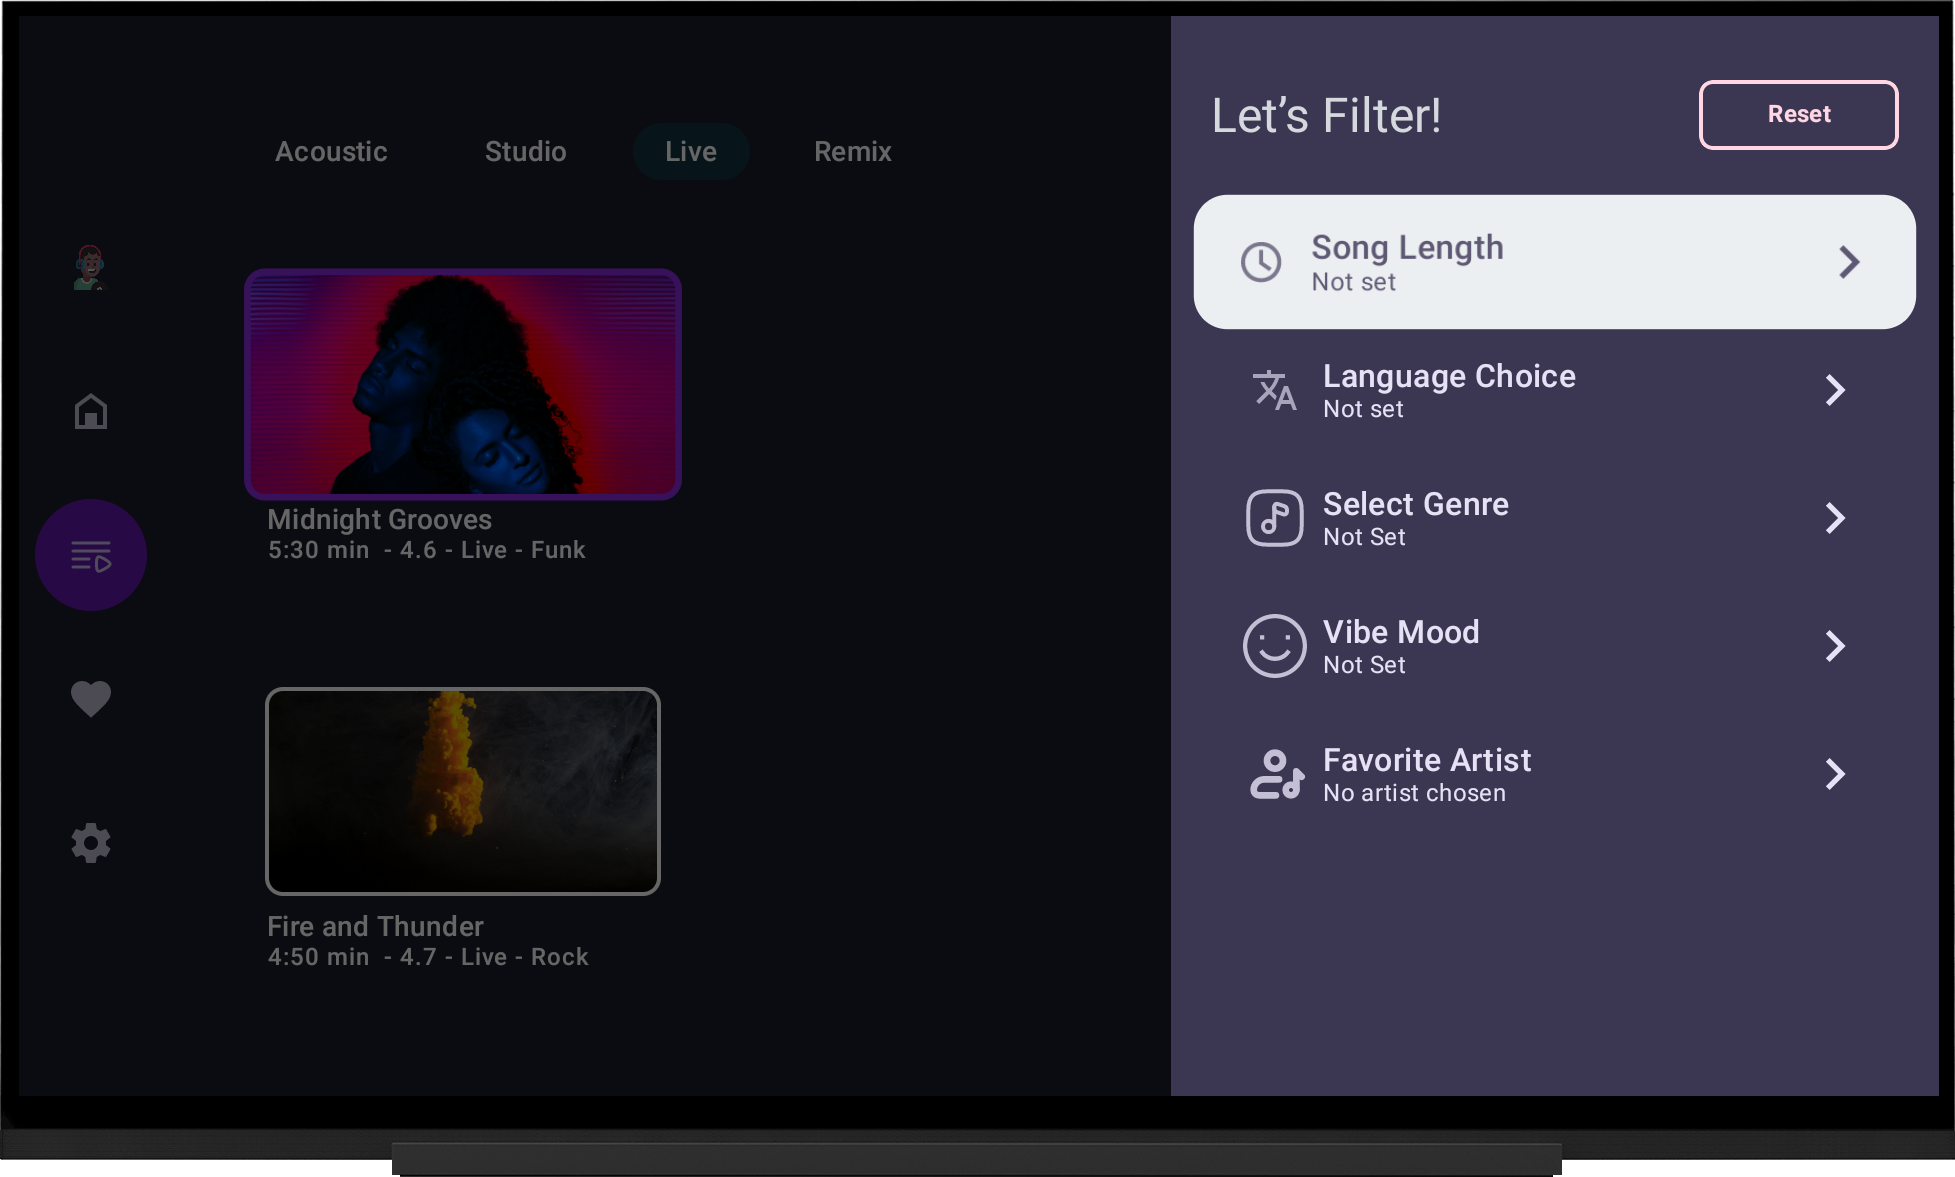 Acoustic
Studio
Live
Remix
Midnight Grooves
5:30 min - 4.6 - Live - Funk
Fire and Thunder
4:50 min - 4.7 - Live - Rock
Let’s Filter!
Reset
Song Length
Not set
Language Choice
Not set
Select Genre
Not Set
Vibe Mood
Not Set
Favorite Artist
No artist chosen